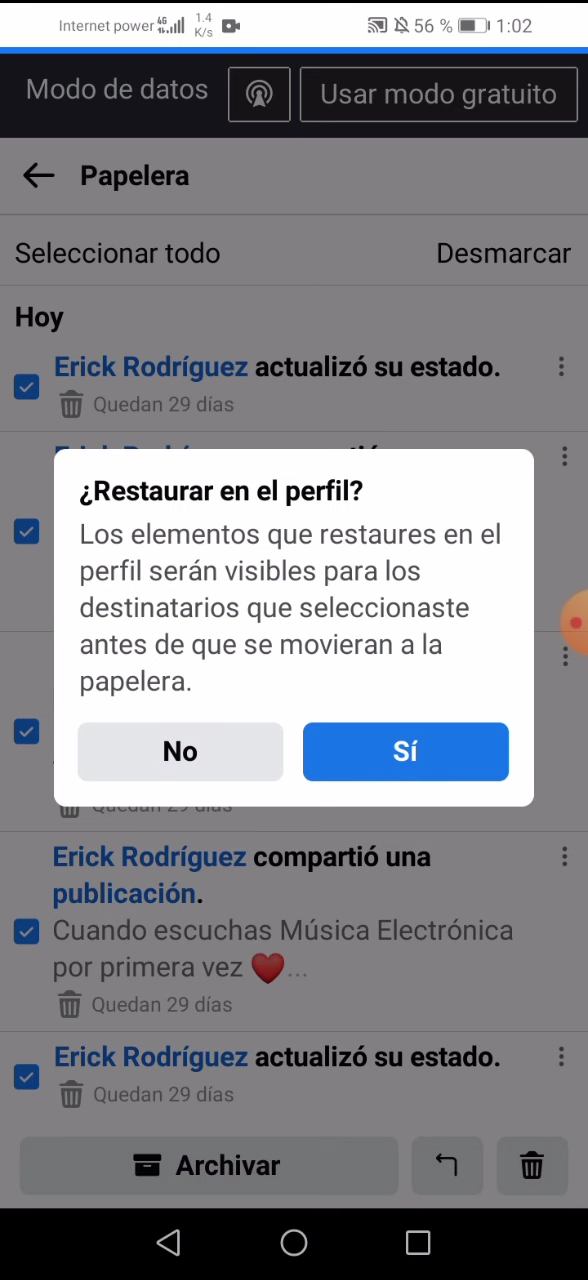 Internet power 4G 1.4 K/s 56 % 1:02
Modo de datos Usar modo gratuito
Papelera
Seleccionar todo Desmarcar
Hoy
Erick Rodríguez actualizó su estado.
Quedan 29 días
¿Restaurar en el perfil?
Los elementos que restaures en el
perfil serán visibles para los
destinatarios que seleccionaste
antes de que se movieran a la
papelera.
No Sí
Quedan 29 días
Erick Rodríguez compartió una
publicación.
Cuando escuchas Música Electrónica
por primera vez ❤️...
Quedan 29 días
Erick Rodríguez actualizó su estado.
Quedan 29 días
Archivar